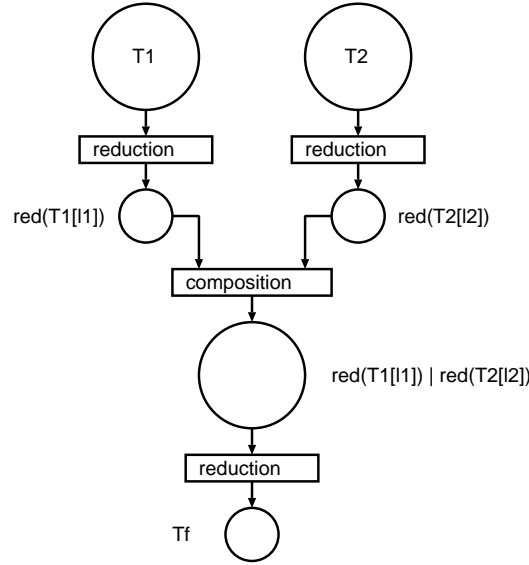 T1
T2
reduction
reduction
red(T1[l1])
red(T2[l2])
composition
red(T1[l1]) | red(T2[l2])
reduction
Tf